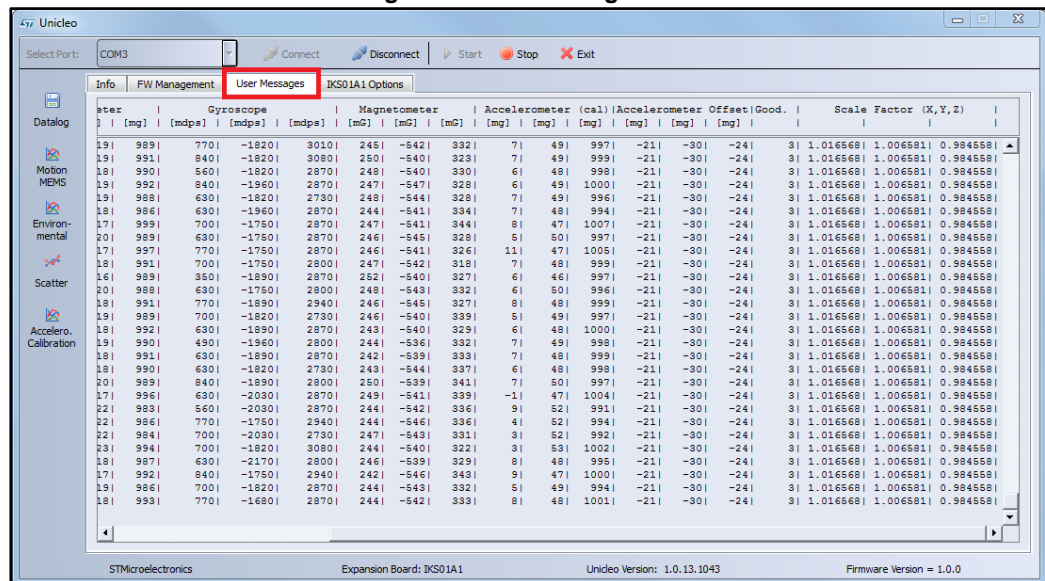 Unicleo
Select Port: COM3 Connect Disconnect Start Stop Exit
Info FW Management User Messages IKS01A1 Options
Datalog
Motion MEMS
Environ-mental
Scatter
Accelero. Calibration
eter | Gyroscope | Magnetometer | Accelerometer (cal)|Accelerometer Offset|Good. | Scale Factor (X,Y,Z) |
] | [mg] | [mdps] | [mdps] | [mdps] | [mG] | [mG] | [mG] | [mg] | [mg] | [mg] | [mg] | [mg] | [mg] | | | | |
19| 989| 770| -1820| 3010| 245| -542| 332| 7| 49| 997| -21| -30| -24| 3| 1.016568| 1.006581| 0.984558|
19| 991| 840| -1820| 3080| 250| -540| 323| 7| 49| 999| -21| -30| -24| 3| 1.016568| 1.006581| 0.984558|
18| 990| 560| -1820| 2870| 248| -540| 330| 6| 48| 998| -21| -30| -24| 3| 1.016568| 1.006581| 0.984558|
19| 992| 840| -1960| 2870| 247| -547| 328| 6| 49| 1000| -21| -30| -24| 3| 1.016568| 1.006581| 0.984558|
19| 988| 630| -1820| 2730| 248| -544| 328| 7| 49| 996| -21| -30| -24| 3| 1.016568| 1.006581| 0.984558|
18| 986| 630| -1960| 2870| 244| -541| 334| 7| 48| 994| -21| -30| -24| 3| 1.016568| 1.006581| 0.984558|
17| 999| 700| -1750| 2870| 247| -541| 344| 8| 47| 1007| -21| -30| -24| 3| 1.016568| 1.006581| 0.984558|
20| 989| 630| -1750| 2870| 246| -545| 328| 5| 50| 997| -21| -30| -24| 3| 1.016568| 1.006581| 0.984558|
17| 997| 770| -1750| 2870| 246| -541| 326| 11| 47| 1005| -21| -30| -24| 3| 1.016568| 1.006581| 0.984558|
18| 991| 700| -1750| 2800| 247| -542| 318| 7| 48| 999| -21| -30| -24| 3| 1.016568| 1.006581| 0.984558|
16| 989| 350| -1890| 2870| 252| -540| 327| 6| 46| 997| -21| -30| -24| 3| 1.016568| 1.006581| 0.984558|
20| 988| 630| -1750| 2800| 248| -543| 332| 6| 50| 996| -21| -30| -24| 3| 1.016568| 1.006581| 0.984558|
18| 991| 770| -1890| 2940| 246| -545| 327| 8| 48| 999| -21| -30| -24| 3| 1.016568| 1.006581| 0.984558|
19| 989| 700| -1820| 2730| 246| -540| 339| 5| 49| 997| -21| -30| -24| 3| 1.016568| 1.006581| 0.984558|
18| 992| 630| -1890| 2870| 243| -540| 329| 6| 48| 1000| -21| -30| -24| 3| 1.016568| 1.006581| 0.984558|
19| 990| 490| -1960| 2800| 244| -536| 332| 7| 49| 998| -21| -30| -24| 3| 1.016568| 1.006581| 0.984558|
18| 991| 630| -1890| 2870| 242| -539| 333| 7| 48| 999| -21| -30| -24| 3| 1.016568| 1.006581| 0.984558|
18| 990| 630| -1820| 2730| 243| -544| 337| 6| 48| 998| -21| -30| -24| 3| 1.016568| 1.006581| 0.984558|
20| 989| 840| -1890| 2800| 250| -539| 341| 7| 50| 997| -21| -30| -24| 3| 1.016568| 1.006581| 0.984558|
17| 996| 630| -2030| 2870| 249| -541| 339| -1| 47| 1004| -21| -30| -24| 3| 1.016568| 1.006581| 0.984558|
22| 983| 560| -2030| 2870| 244| -542| 336| 9| 52| 991| -21| -30| -24| 3| 1.016568| 1.006581| 0.984558|
22| 986| 770| -1750| 2940| 244| -546| 336| 4| 52| 994| -21| -30| -24| 3| 1.016568| 1.006581| 0.984558|
22| 984| 700| -2030| 2730| 247| -543| 331| 3| 52| 992| -21| -30| -24| 3| 1.016568| 1.006581| 0.984558|
23| 994| 700| -1820| 3080| 244| -540| 322| 3| 53| 1002| -21| -30| -24| 3| 1.016568| 1.006581| 0.984558|
18| 987| 630| -2170| 2800| 246| -539| 329| 8| 48| 995| -21| -30| -24| 3| 1.016568| 1.006581| 0.984558|
17| 992| 840| -1750| 2940| 242| -546| 343| 9| 47| 1000| -21| -30| -24| 3| 1.016568| 1.006581| 0.984558|
19| 986| 700| -1820| 2870| 244| -543| 332| 5| 49| 994| -21| -30| -24| 3| 1.016568| 1.006581| 0.984558|
18| 993| 770| -1680| 2870| 244| -542| 333| 8| 48| 1001| -21| -30| -24| 3| 1.016568| 1.006581| 0.984558|
STMicroelectronics Expansion Board: IKS01A1 Unicleo Version: 1.0.13.1043 Firmware Version = 1.0.0